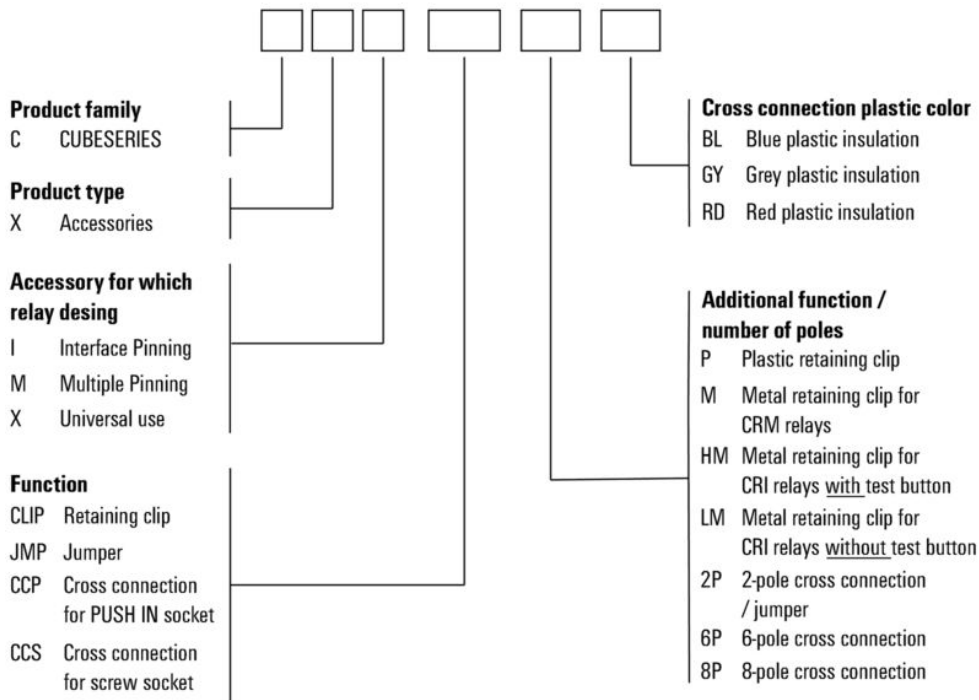 Product family
C CUBESERIES
Product type
X Accessories
Accessory for which
relay desing
I Interface Pinning
M Multiple Pinning
X Universal use
Function
CLIP Retaining clip
JMP Jumper
CCP Cross connection
for PUSH IN socket
CCS Cross connection
for screw socket
Cross connection plastic color
BL Blue plastic insulation
GY Grey plastic insulation
RD Red plastic insulation
Additional function /
number of poles
P Plastic retaining clip
M Metal retaining clip for
CRM relays
HM Metal retaining clip for
CRI relays with test button
LM Metal retaining clip for
CRI relays without test button
2P 2-pole cross connection
/ jumper
6P 6-pole cross connection
8P 8-pole cross connection